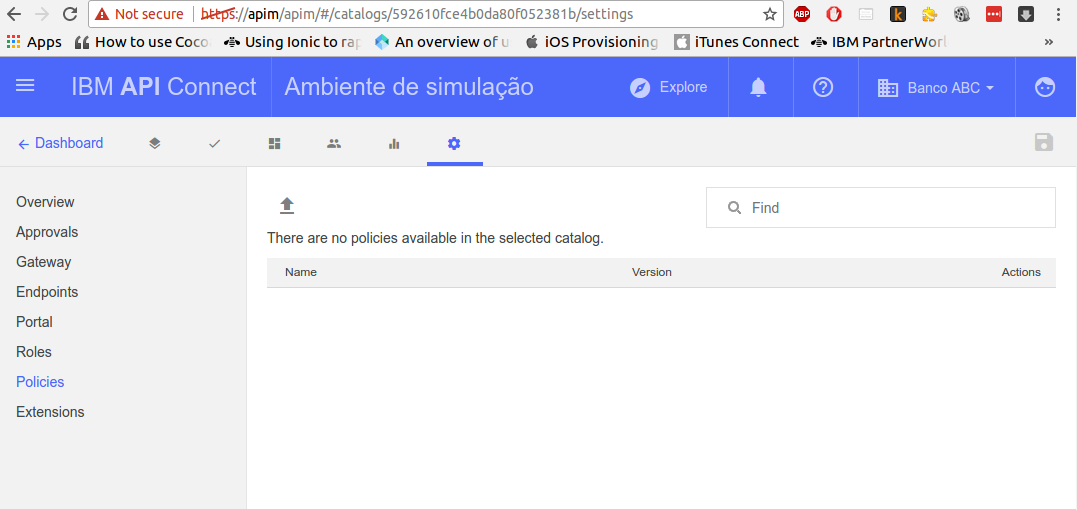 Not secure https://apim/apim/#/catalogs/592610fce4b0da80f052381b/settings
Apps How to use Coco Using Ionic to rap An overview of u iOS Provisioning iTunes Connect IBM PartnerWorl »
IBM API Connect Ambiente de simulação Explore Banco ABC
Dashboard
Overview
Approvals
Gateway
Endpoints
Portal
Roles
Policies
Extensions
Find
There are no policies available in the selected catalog.
Name Version Actions